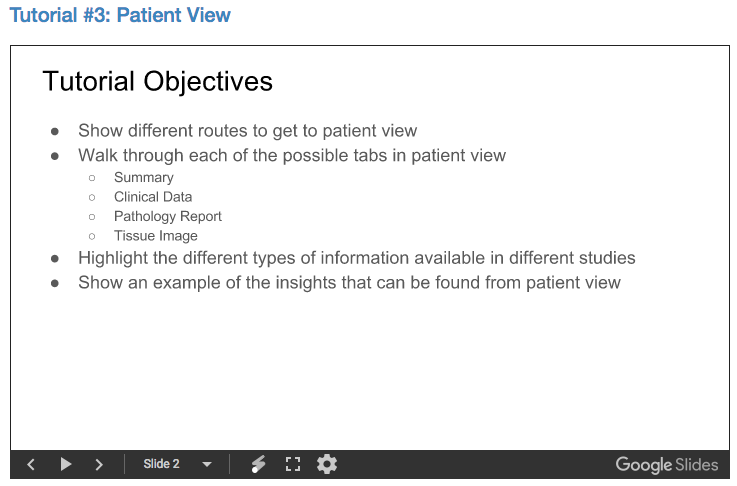 Tutorial #3: Patient View
Tutorial Objectives
● Show different routes to get to patient view
● Walk through each of the possible tabs in patient view
○ Summary
○ Clinical Data
○ Pathology Report
○ Tissue Image
● Highlight the different types of information available in different studies
● Show an example of the insights that can be found from patient view
Slide 2
Google Slides